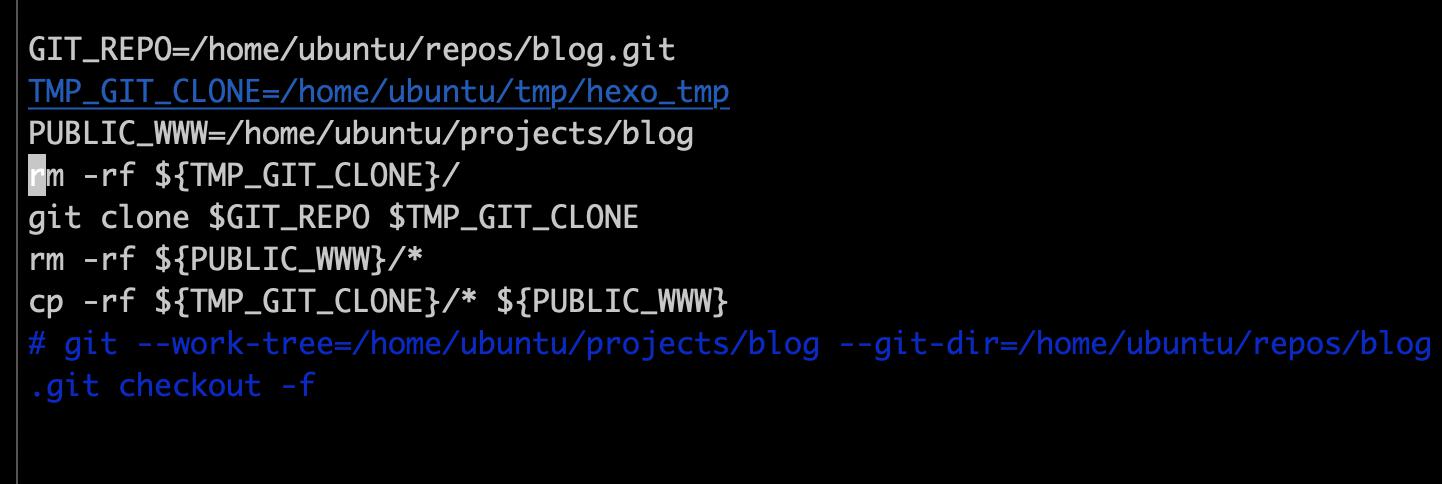 GIT_REPO=/home/ubuntu/repos/blog.git
TMP_GIT_CLONE=/home/ubuntu/tmp/hexo_tmp
PUBLIC_WWW=/home/ubuntu/projects/blog
rm -rf ${TMP_GIT_CLONE}/
git clone $GIT_REPO $TMP_GIT_CLONE
rm -rf ${PUBLIC_WWW}/*
cp -rf ${TMP_GIT_CLONE}/* ${PUBLIC_WWW}
# git --work-tree=/home/ubuntu/projects/blog --git-dir=/home/ubuntu/repos/blog
.git checkout -f